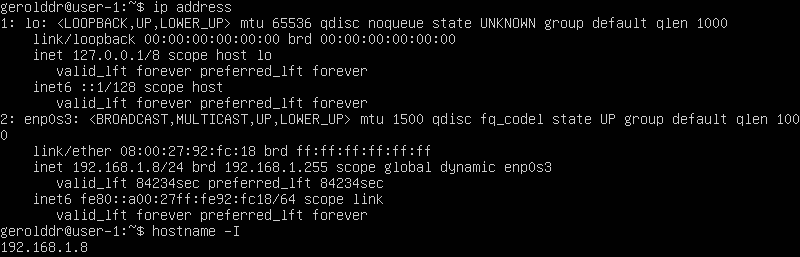 gerolddr@user-1:~$ ip address
1: lo: <LOOPBACK,UP,LOWER_UP> mtu 65536 qdisc noqueue state UNKNOWN group default qlen 1000
    link/loopback 00:00:00:00:00:00 brd 00:00:00:00:00:00
    inet 127.0.0.1/8 scope host lo
       valid_lft forever preferred_lft forever
    inet6 ::1/128 scope host
       valid_lft forever preferred_lft forever
2: enp0s3: <BROADCAST,MULTICAST,UP,LOWER_UP> mtu 1500 qdisc fq_codel state UP group default qlen 100
0
    link/ether 08:00:27:92:fc:18 brd ff:ff:ff:ff:ff:ff
    inet 192.168.1.8/24 brd 192.168.1.255 scope global dynamic enp0s3
       valid_lft 84234sec preferred_lft 84234sec
    inet6 fe80::a00:27ff:fe92:fc18/64 scope link
       valid_lft forever preferred_lft forever
gerolddr@user-1:~$ hostname -I
192.168.1.8